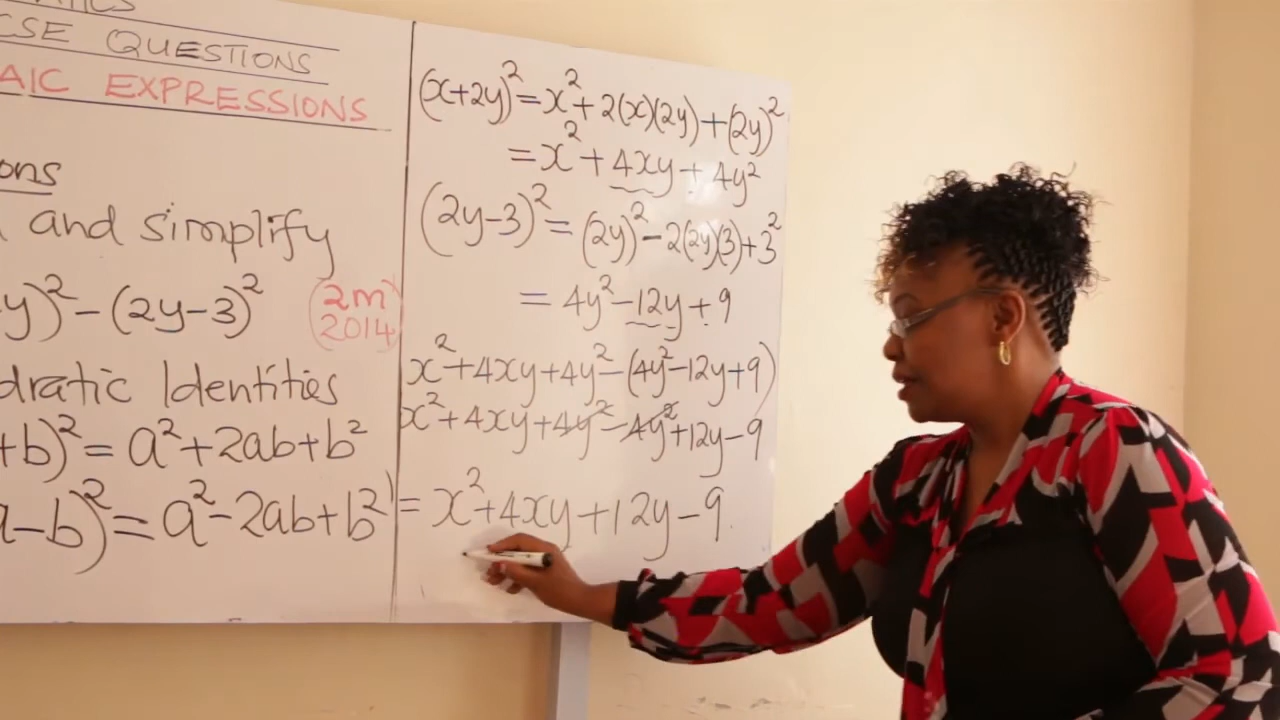 CSE QUESTIONS
AIC EXPRESSIONS
ons
and simplify
y)² - (2y-3)² (2m
2014)
dratic Identities
+b)² = a² + 2ab + b²
a-b)² = a² - 2ab + b²
(x+2y)² = x² + 2(x)(2y) + (2y)²
= x² + 4xy + 4y²
(2y-3)² = (2y)² - 2(2y)(3) + 3²
= 4y² - 12y + 9
x² + 4xy + 4y² - (4y² - 12y + 9)
x² + 4xy + 4y² - 4y² + 12y - 9
= x² + 4xy + 12y - 9.